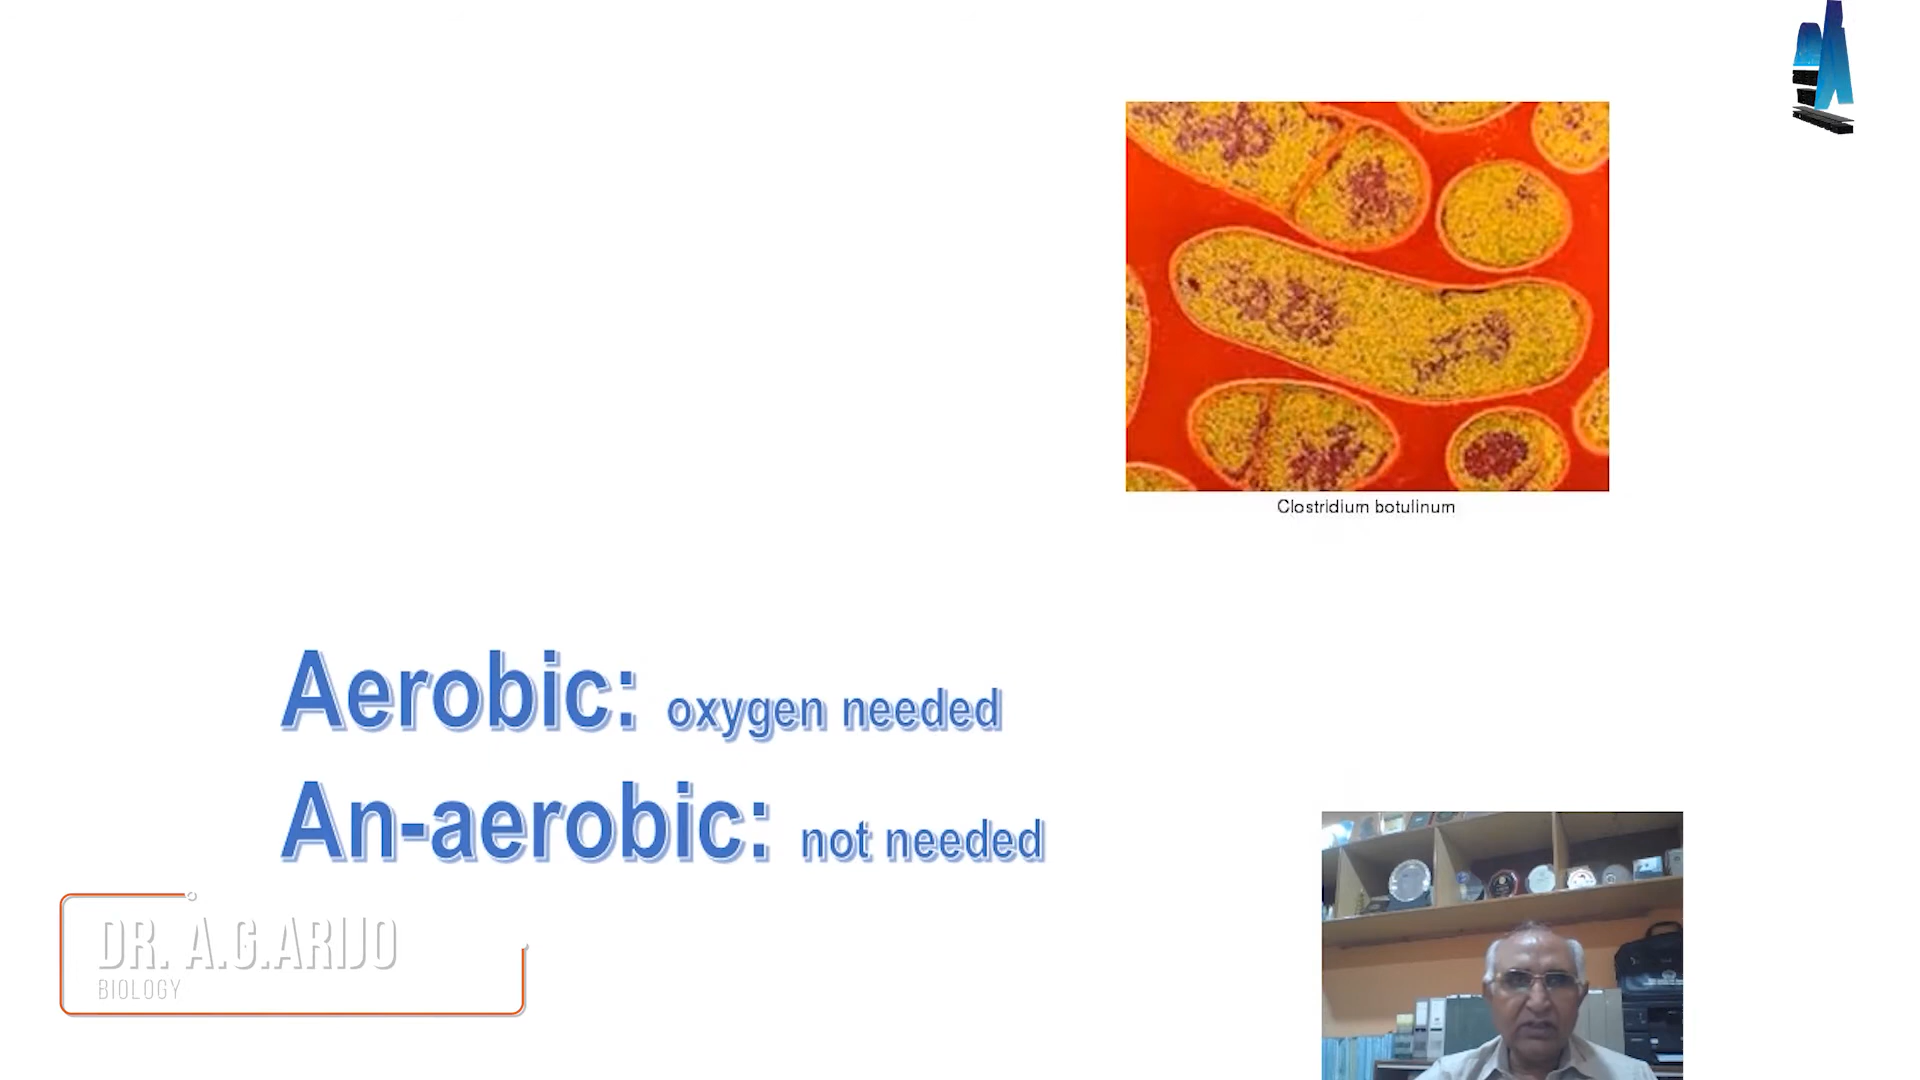 Clostridium botulinum
Aerobic: oxygen needed
An-aerobic: not needed
DR. A.G.ARIJO
BIOLOGY